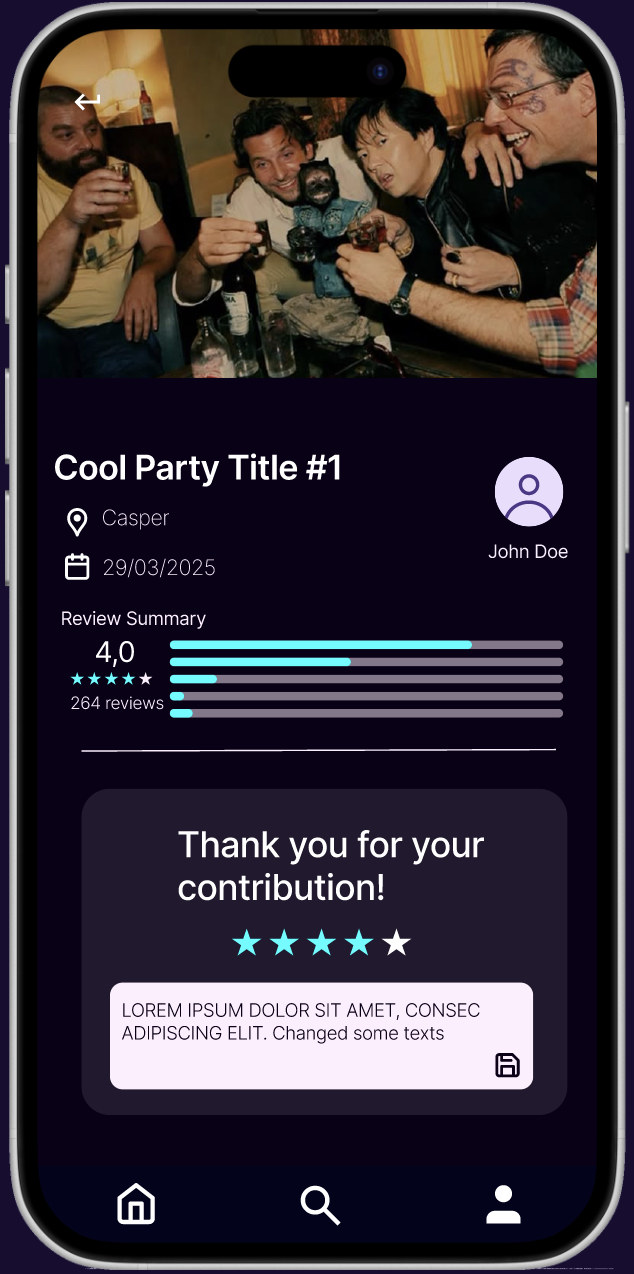 Cool Party Title #1
Casper
John Doe
29/03/2025
Review Summary
4,0
264 reviews
Thank you for your
contribution!
LOREM IPSUM DOLOR SIT AMET, CONSEC
ADIPISCING ELIT. Changed some texts